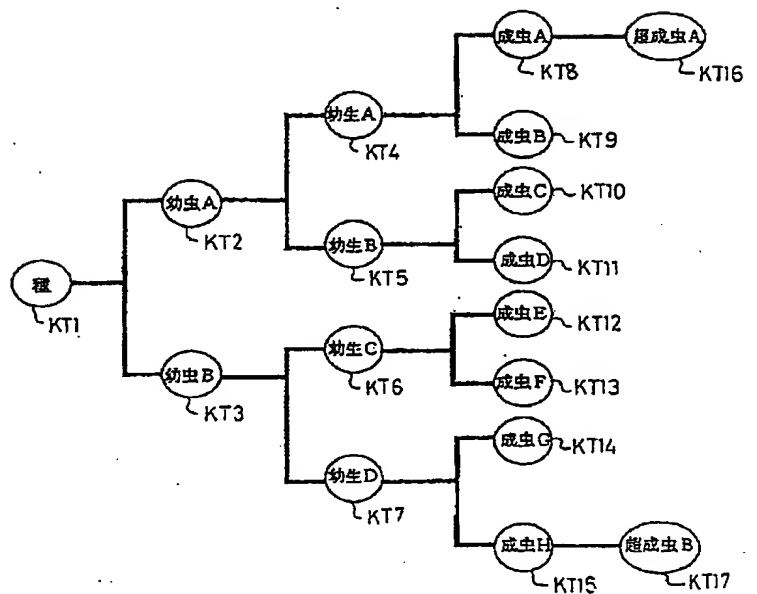 成虫A
超成虫A
KT8
KT16
幼生A
KT4
成虫B
KT9
幼虫A
KT2
成虫C
KT10
幼生B
KT5
成虫D
KT11
種
KT1
成虫E
KT12
幼虫B
KT3
幼生C
KT6
成虫F
KT13
成虫G
KT14
幼生D
KT7
成虫H
KT15
超成虫B
KT17